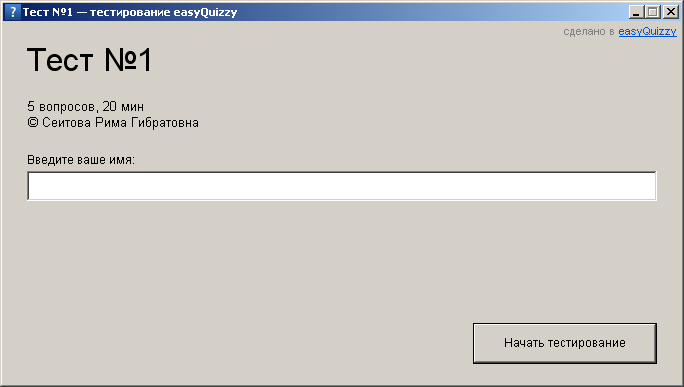 Тест №1 — тестирование easyQuizzy
сделано в easyQuizzy
Тест №1
5 вопросов, 20 мин
© Сеитова Рима Гибратовна
Введите ваше имя:
Начать тестирование